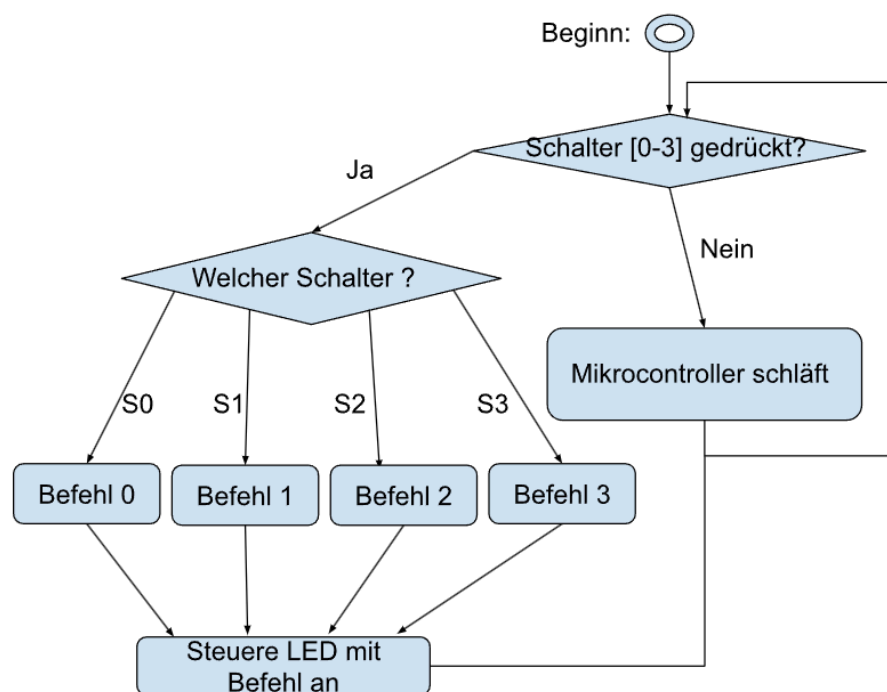 Beginn:
Schalter [0-3] gedrückt?
Ja
Nein
Welcher Schalter ?
Mikrocontroller schläft
S0
S1
S2
S3
Befehl 0
Befehl 1
Befehl 2
Befehl 3
Steuere LED mit
Befehl an